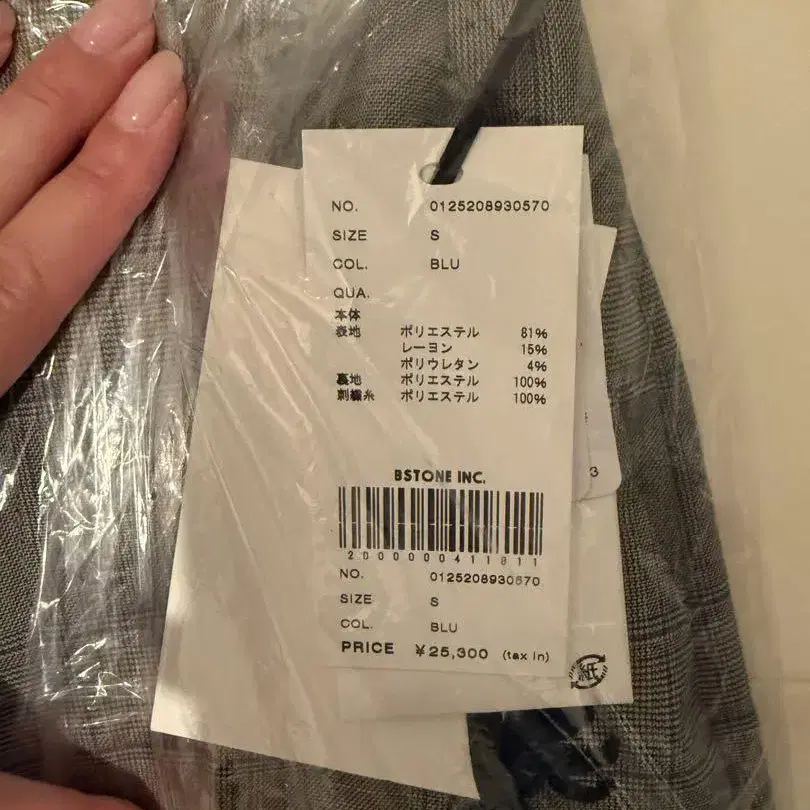 NO. 0125208930570
SIZE S
COL. BLU
QUA.
本体
表地 ポリエステル 81%
レーヨン 15%
ポリウレタン 4%
裏地 ポリエステル 100%
刺繍糸 ポリエステル 100%
3
BSTONE INC.
2000000411811
NO. 0125208930570
SIZE S
COL. BLU
PRICE ¥25,300 (tax in)
紙